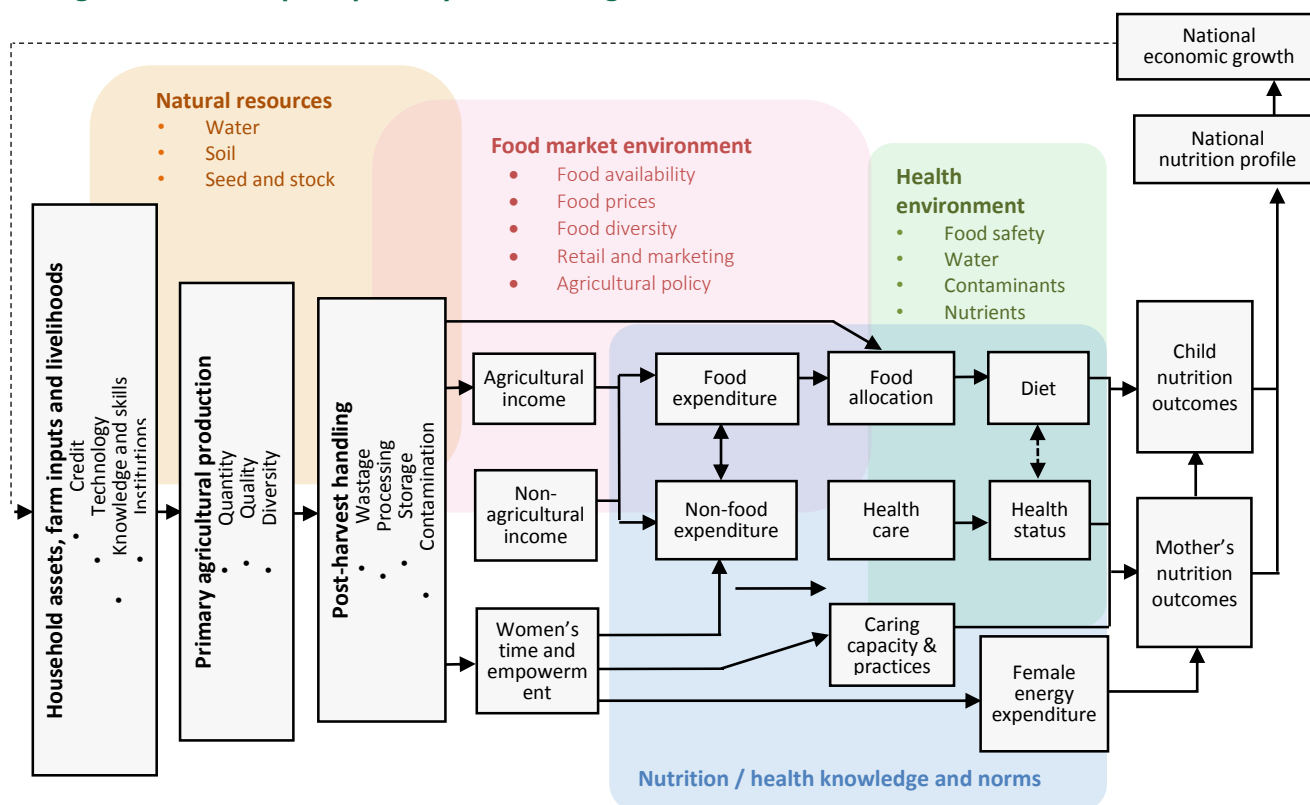 National
economic growth
National
nutrition profile
Natural resources
• Water
• Soil
• Seed and stock
Food market environment
• Food availability
• Food prices
• Food diversity
• Retail and marketing
• Agricultural policy
Health
environment
• Food safety
• Water
• Contaminants
• Nutrients
Household assets, farm inputs and livelihoods
• Credit
• Technology
• Knowledge and skills
• Institutions
Primary agricultural production
• Quantity
• Quality
• Diversity
Post-harvest handling
• Wastage
• Processing
• Storage
• Contamination
Agricultural
income
Food
expenditure
Food
allocation
Diet
Child
nutrition
outcomes
Non-
agricultural
income
Non-food
expenditure
Health
care
Health
status
Mother's
nutrition
outcomes
Women's
time and
empowerm
ent
Caring
capacity &
practices
Female
energy
expenditure
Nutrition / health knowledge and norms